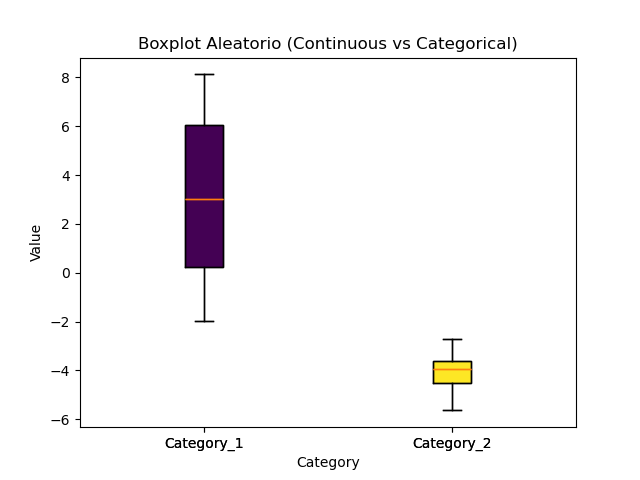 Boxplot Aleatorio (Continuous vs Categorical)
8
6
4
2
0
−2
−4
−6
Value
Category_1
Category_2
Category